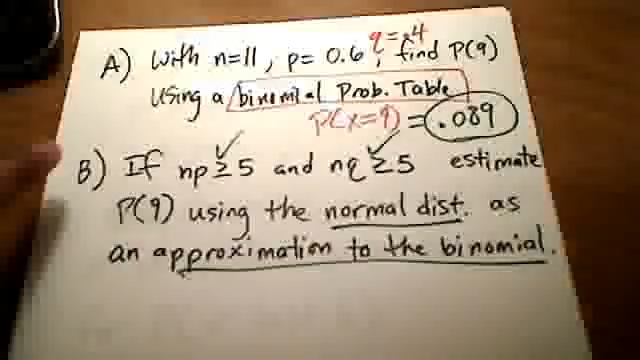 A) With n=11, p= 0.6, q=.4 find P(9)
using a binomial Prob. Table
P(x=9) = .089
B) If np≥5 and nq≥5 estimate
P(9) using the normal dist. as
an approximation to the binomial.